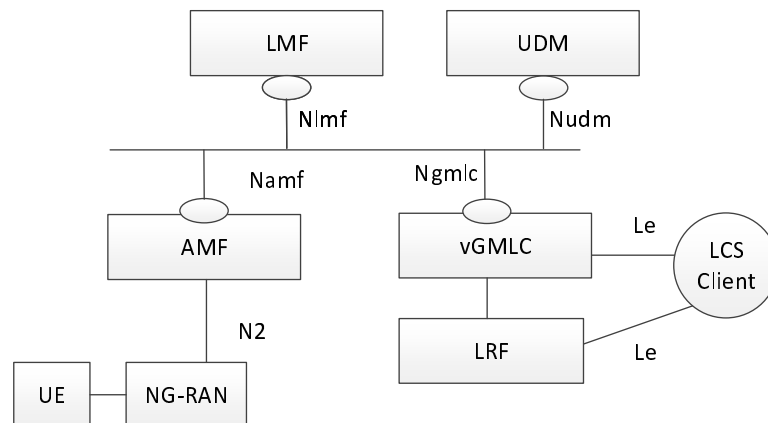 LMF
UDM
Nlmf
Nudm
Namf
Ngmlc
AMF
vGMLC
Le
LCS
Client
N2
LRF
Le
UE
NG-RAN